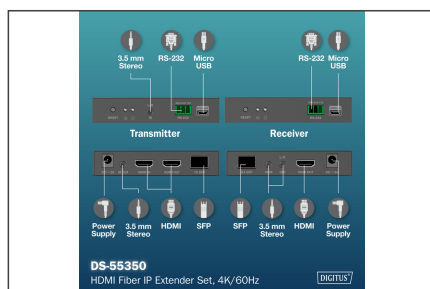 3.5 mm
Stereo
RS-232
Micro
USB
RS-232
Micro
USB
Transmitter
Receiver
Power
Supply
3.5 mm
Stereo
HDMI
SFP
SFP
3.5 mm
Stereo
HDMI
Power
Supply
DS-55350
HDMI Fiber IP Extender Set, 4K/60Hz
DIGITUS